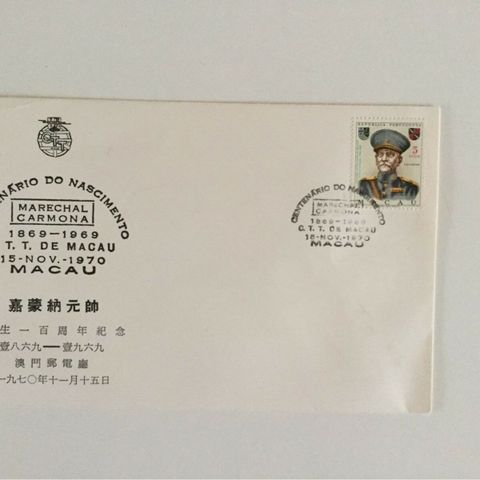 CTT
ENÁRIO DO NASCIMENTO
MARECHAL
CARMONA
1869-1969
T. T. DE MACAU
15-NOV.-1970
MACAU
嘉蒙納元帥
生一百周年紀念
壹八六九—壹九六九
澳門郵電廳
一九七〇年十一月十五日
REPÚBLICA PORTUGUESA
5
MACAU
CENTENÁRIO DO NASCIMENTO
MARECHAL
CARMONA
1869-1969
C. T. T. DE MACAU
15-NOV.-1970
MACAU